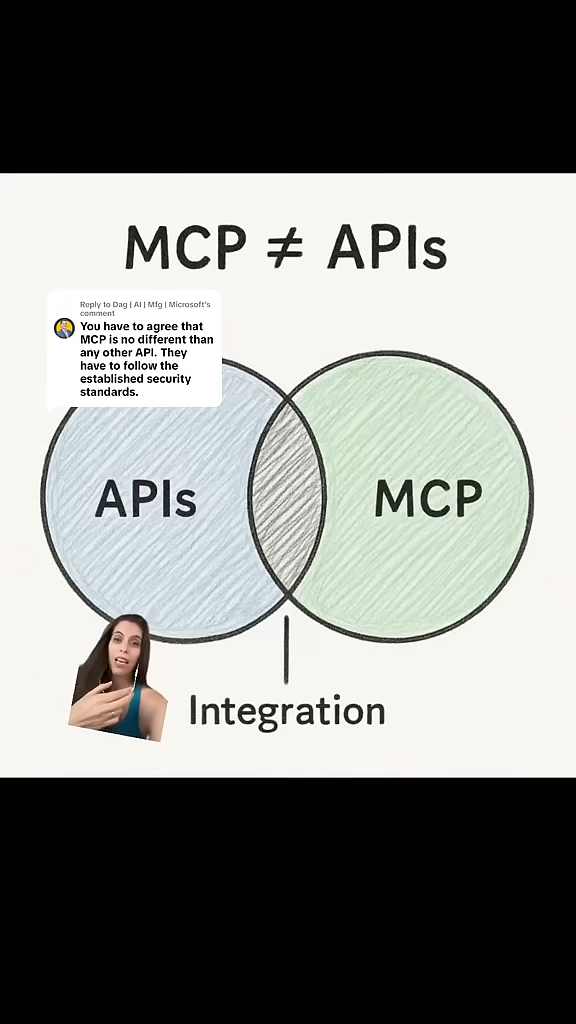 MCP ≠ APIs
Reply to Dag | AI | Mfg | Microsoft's
comment
You have to agree that
MCP is no different than
any other API. They
have to follow the
established security
standards.
APIs
MCP
Integration